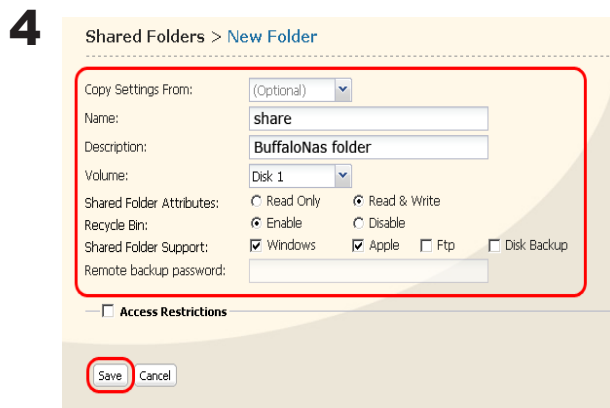 4
Shared Folders > New Folder
Copy Settings From: (Optional)
Name: share
Description: BuffaloNas folder
Volume: Disk 1
Shared Folder Attributes: Read Only Read & Write
Recycle Bin: Enable Disable
Shared Folder Support: Windows Apple Ftp Disk Backup
Remote backup password:
Access Restrictions
Save Cancel